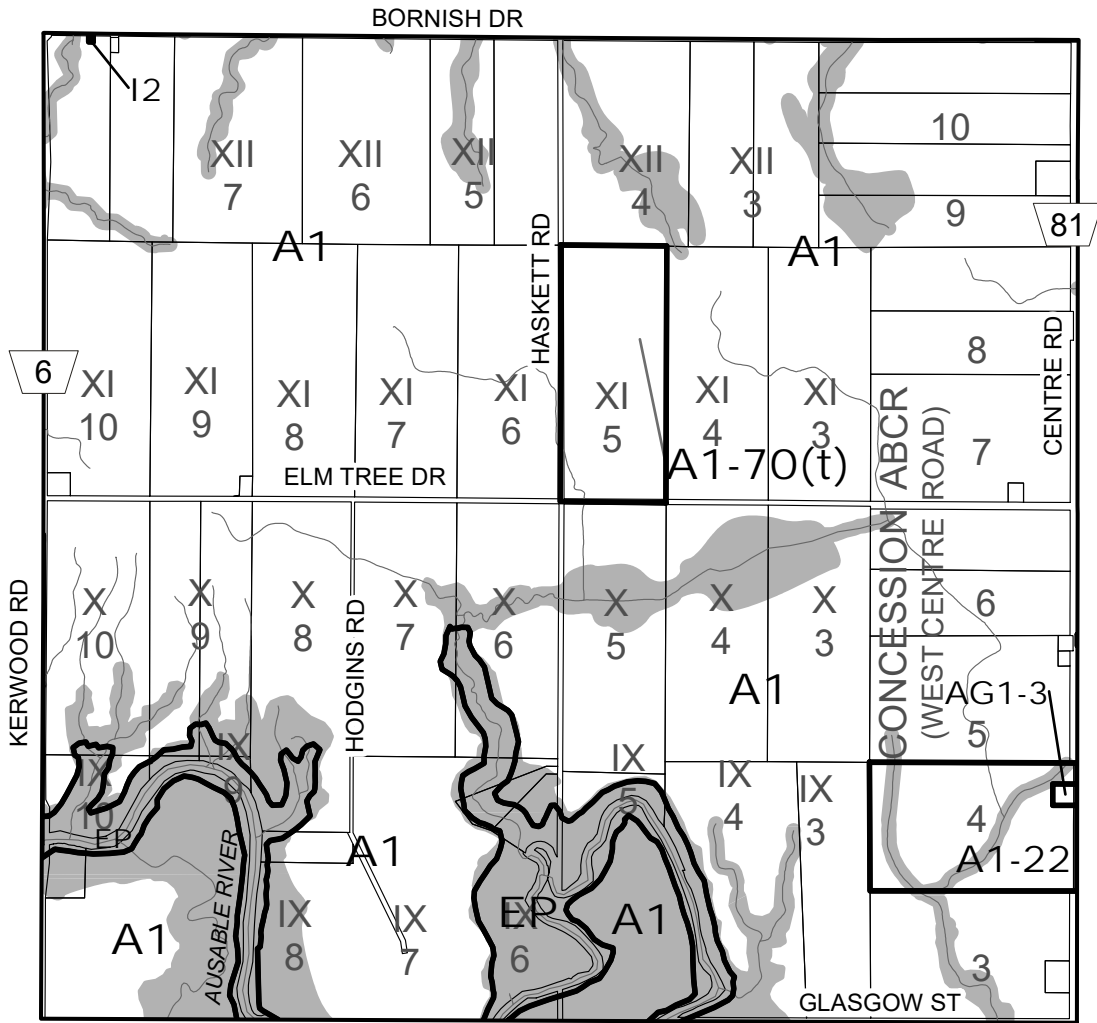 BORNISH DR
I2
XII
7
XII
6
XII
5
XII
4
XII
3
10
9
81
A1
A1
HASKETT RD
CENTRE RD
6
XI
10
XI
9
XI
8
XI
7
XI
6
XI
5
XI
4
XI
3
8
7
A1-70(t)
ELM TREE DR
CONCESSION ABCR
(WEST CENTRE ROAD)
KERWOOD RD
X
10
X
9
X
8
HODGINS RD
X
7
X
6
X
5
X
4
X
3
6
A1
AG1-3
5
IX
10
IX
9
IX
5
IX
4
IX
3
4
A1-22
EP
A1
AUSABLE RIVER
A1
IX
8
IX
7
EP
IX
6
A1
3
GLASGOW ST